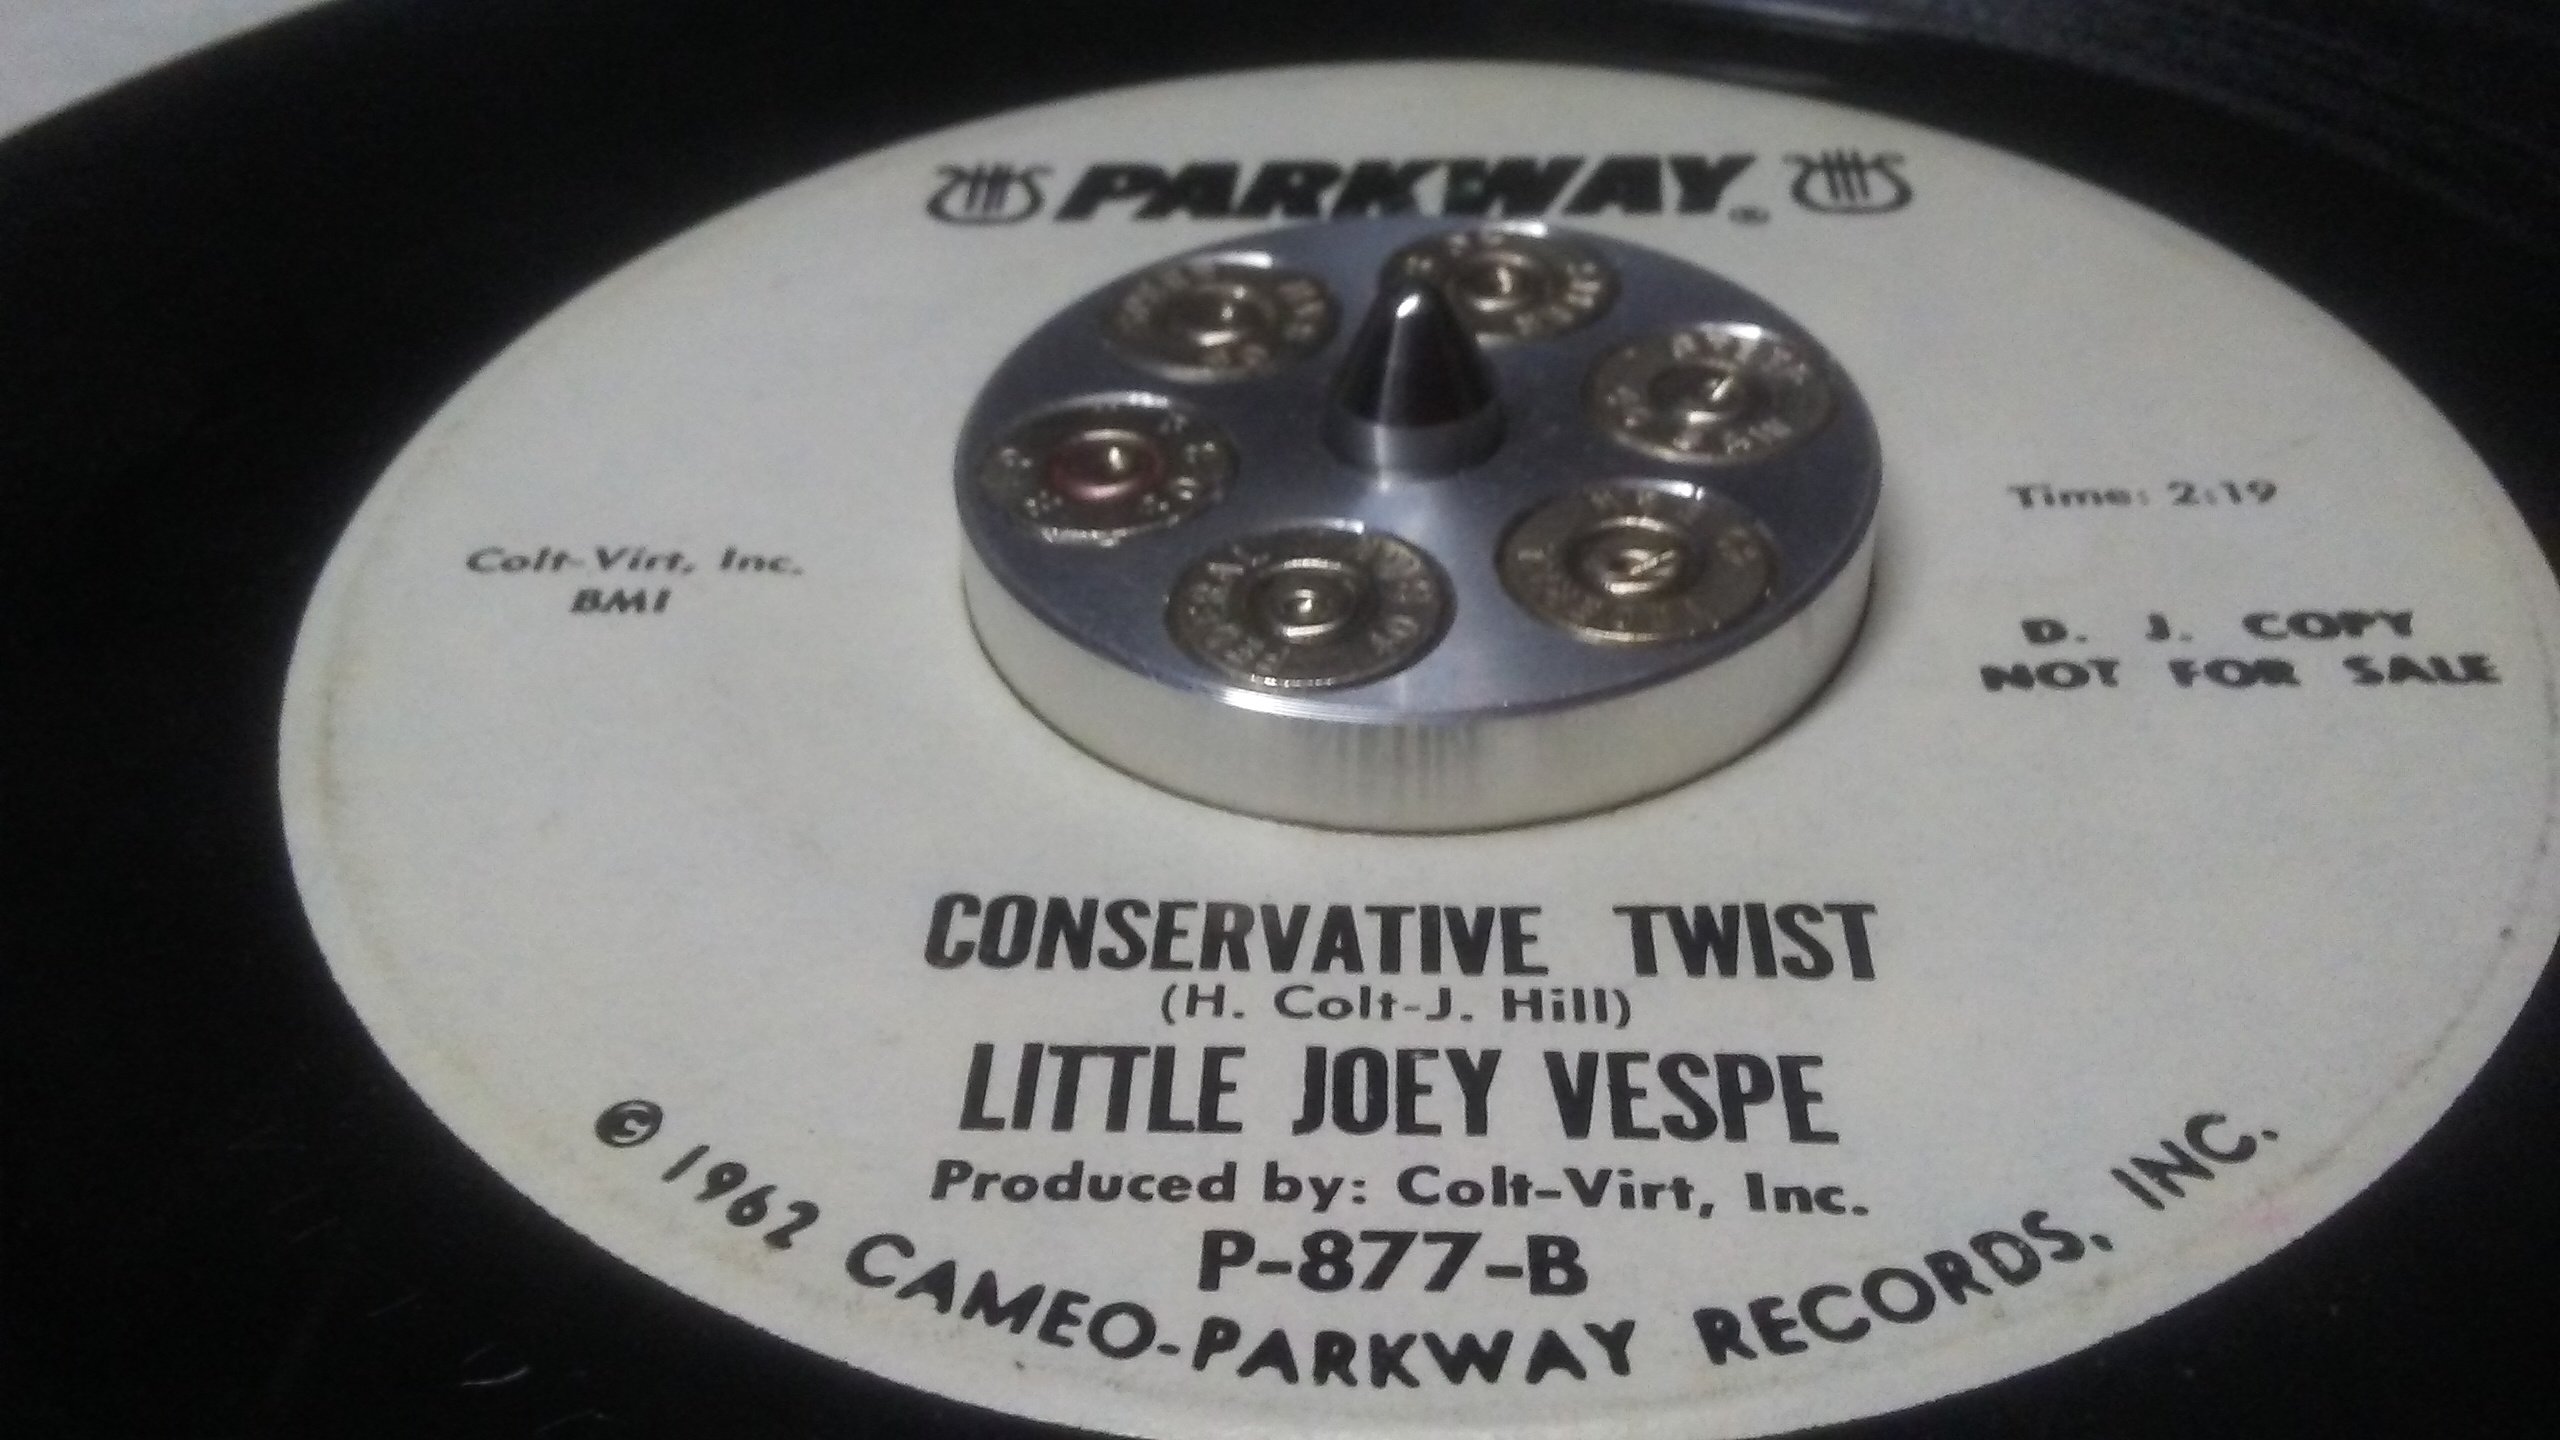 PARKWAY®
Time: 2:19
Colt-Virt, Inc.
BMI
D. J. COPY
NOT FOR SALE
CONSERVATIVE TWIST
(H. Colt-J. Hill)
LITTLE JOEY VESPE
Produced by: Colt-Virt, Inc.
P-877-B
© 1962 CAMEO-PARKWAY RECORDS, INC.